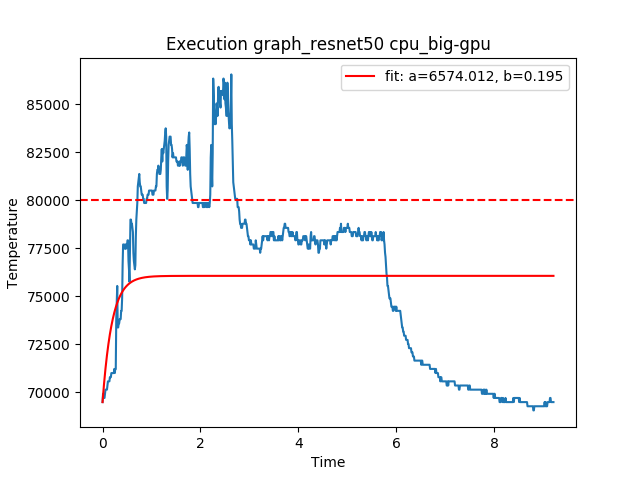 Execution graph_resnet50 cpu_big-gpu
fit: a=6574.012, b=0.195
Temperature
85000
82500
80000
77500
75000
72500
70000
0 2 4 6 8
Time